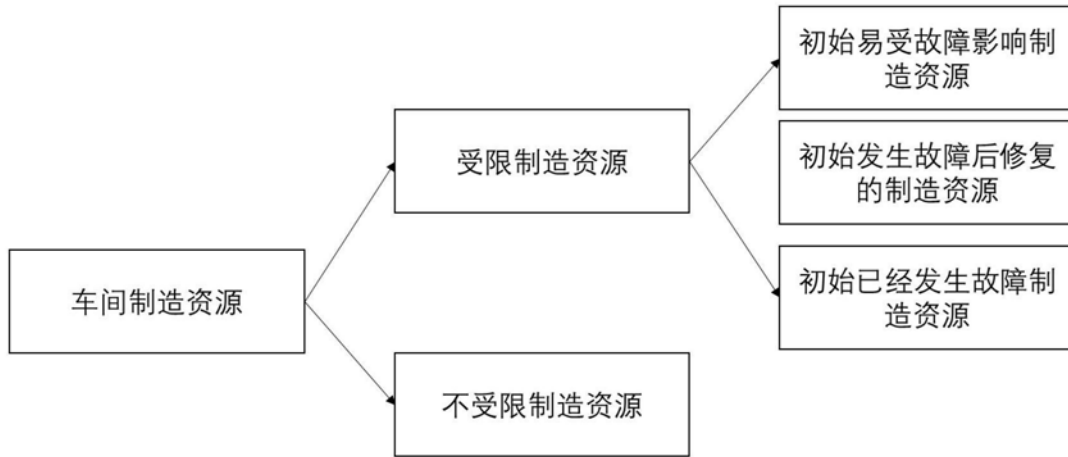 初始易受故障影响制
造资源
受限制造资源
初始发生故障后修复
的制造资源
车间制造资源
初始已经发生故障制
造资源
不受限制造资源